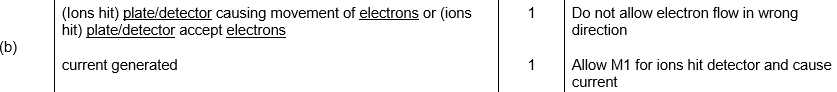 (Ions hit) plate/detector causing movement of electrons or (ions
hit) plate/detector accept electrons
1
Do not allow electron flow in wrong
direction
(b)
current generated
1
Allow M1 for ions hit detector and cause
current